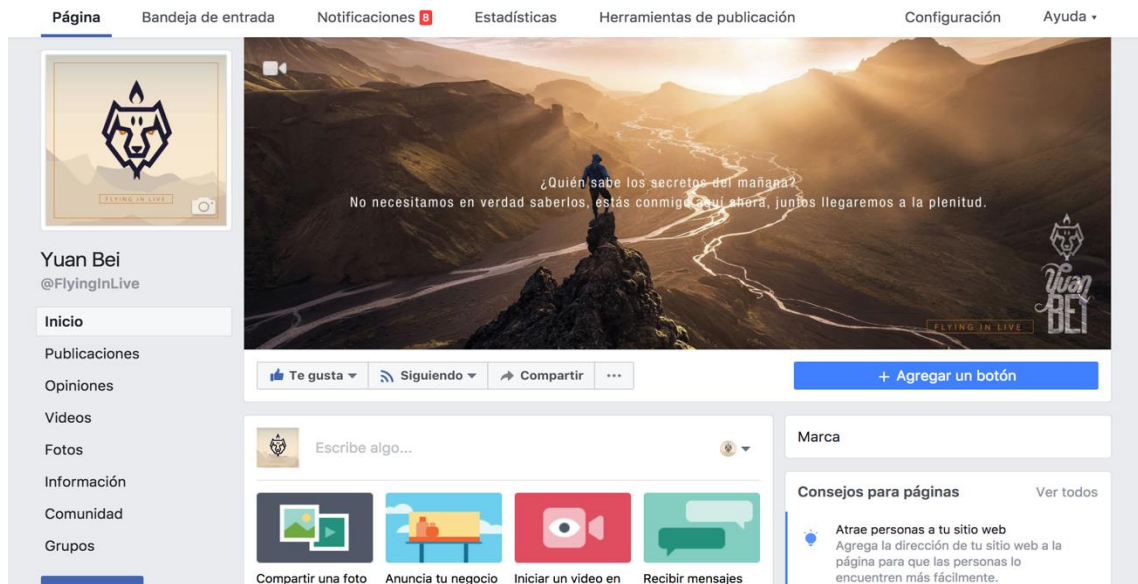 Página Bandeja de entrada Notificaciones 8 Estadísticas Herramientas de publicación Configuración Ayuda
FLYING IN LIVE
Yuan Bei
@FlyingInLive
Inicio
Publicaciones
Opiniones
Videos
Fotos
Información
Comunidad
Grupos
¿Quién sabe los secretos del mañana?
No necesitamos en verdad saberlos, estás conmigo aquí ahora, juntos llegaremos a la plenitud.
Yuan
BEI
FLYING IN LIVE
Te gusta Siguiendo Compartir ...
+ Agregar un botón
Escribe algo...
Compartir una foto Anuncia tu negocio Iniciar un video en Recibir mensajes
Marca
Consejos para páginas Ver todos
Atrae personas a tu sitio web
Agrega la dirección de tu sitio web a la
página para que las personas lo
encuentren más fácilmente.